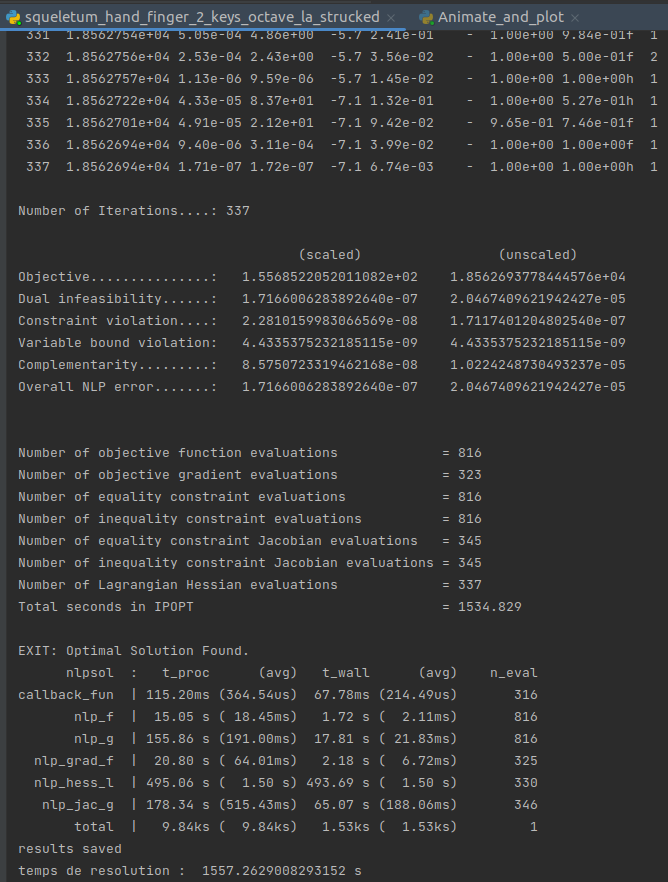 squeletum_hand_finger_2_keys_octave_la_strucked × Animate_and_plot ×
331 1.8562754e+04 5.05e-04 4.86e+00 -5.7 2.41e-01 - 1.00e+00 9.84e-01f 1
332 1.8562756e+04 2.53e-04 2.43e+00 -5.7 3.56e-02 - 1.00e+00 5.00e-01f 2
333 1.8562757e+04 1.13e-06 9.59e-06 -5.7 1.45e-02 - 1.00e+00 1.00e+00h 1
334 1.8562722e+04 4.33e-05 8.37e+01 -7.1 1.32e-01 - 1.00e+00 5.27e-01h 1
335 1.8562701e+04 4.91e-05 2.12e+01 -7.1 9.42e-02 - 9.65e-01 7.46e-01f 1
336 1.8562694e+04 9.40e-06 3.11e-04 -7.1 3.99e-02 - 1.00e+00 1.00e+00f 1
337 1.8562694e+04 1.71e-07 1.72e-07 -7.1 6.74e-03 - 1.00e+00 1.00e+00h 1
Number of Iterations....: 337
(scaled) (unscaled)
Objective...............: 1.5568522052011082e+02 1.8562693778444576e+04
Dual infeasibility......: 1.7166006283892640e-07 2.0467409621942427e-05
Constraint violation....: 2.2810159983066569e-08 1.7117401204802540e-07
Variable bound violation: 4.4335375232185115e-09 4.4335375232185115e-09
Complementarity.........: 8.5750723319462168e-08 1.0224248730493237e-05
Overall NLP error.......: 1.7166006283892640e-07 2.0467409621942427e-05
Number of objective function evaluations = 816
Number of objective gradient evaluations = 323
Number of equality constraint evaluations = 816
Number of inequality constraint evaluations = 816
Number of equality constraint Jacobian evaluations = 345
Number of inequality constraint Jacobian evaluations = 345
Number of Lagrangian Hessian evaluations = 337
Total seconds in IPOPT = 1534.829
EXIT: Optimal Solution Found.
nlpsol : t_proc (avg) t_wall (avg) n_eval
callback_fun | 115.20ms (364.54us) 67.78ms (214.49us) 316
nlp_f | 15.05 s ( 18.45ms) 1.72 s ( 2.11ms) 816
nlp_g | 155.86 s (191.00ms) 17.81 s ( 21.83ms) 816
nlp_grad_f | 20.80 s ( 64.01ms) 2.18 s ( 6.72ms) 325
nlp_hess_l | 495.06 s ( 1.50 s) 493.69 s ( 1.50 s) 330
nlp_jac_g | 178.34 s (515.43ms) 65.07 s (188.06ms) 346
total | 9.84ks ( 9.84ks) 1.53ks ( 1.53ks) 1
results saved
temps de resolution : 1557.2629008293152 s